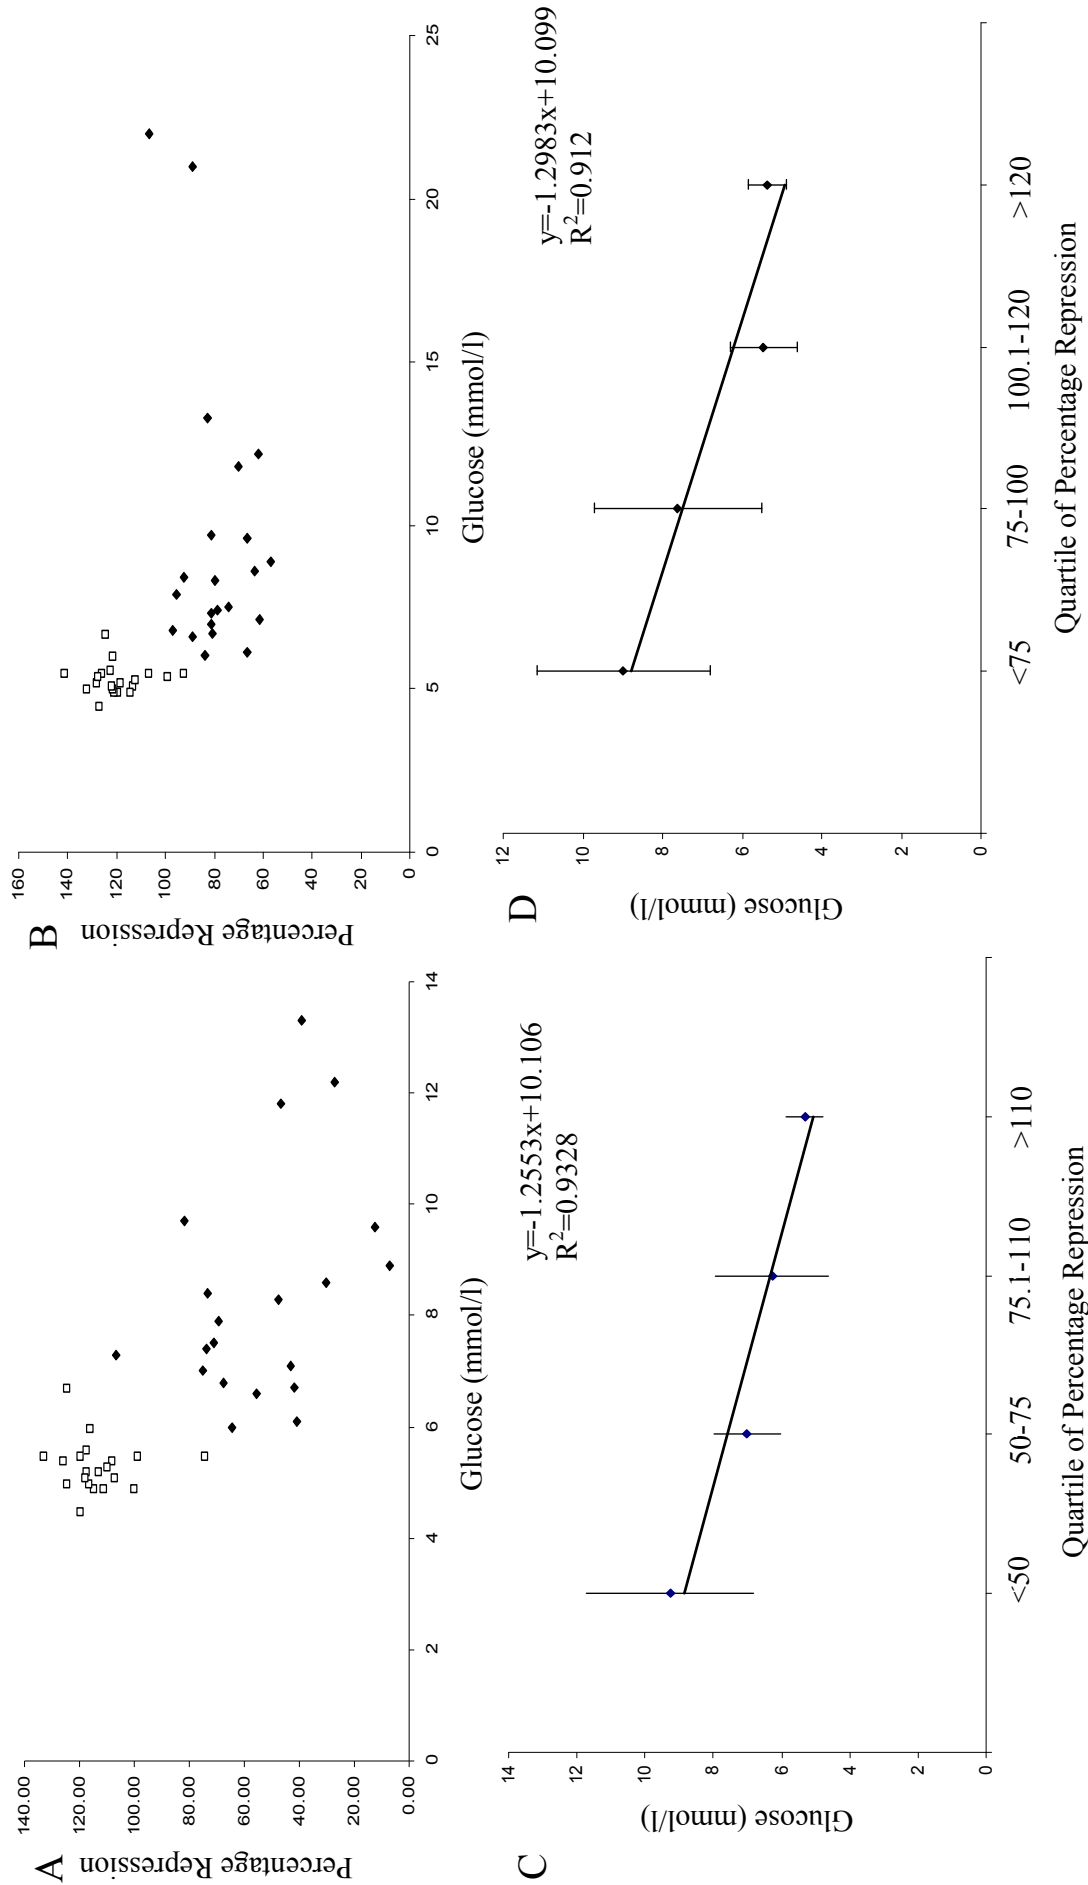 A
Percentage Repression
140.00
120.00
100.00
80.00
60.00
40.00
20.00
0.00
0 2 4 6 8 10 12 14
Glucose (mmol/l)
B
Percentage Repression
160
140
120
100
80
60
40
20
0
0 5 10 15 20 25
Glucose (mmol/l)
C
Glucose (mmol/l)
14
10
8
6
4
0
y=-1.2553x+10.106
R²=0.9328
<50 50-75 75.1-110 >110
Quartile of Percentage Repression
D
Glucose (mmol/l)
12
10
8
6
4
2
0
y=-1.2983x+10.099
R²=0.912
<75 75-100 100.1-120 >120
Quartile of Percentage Repression